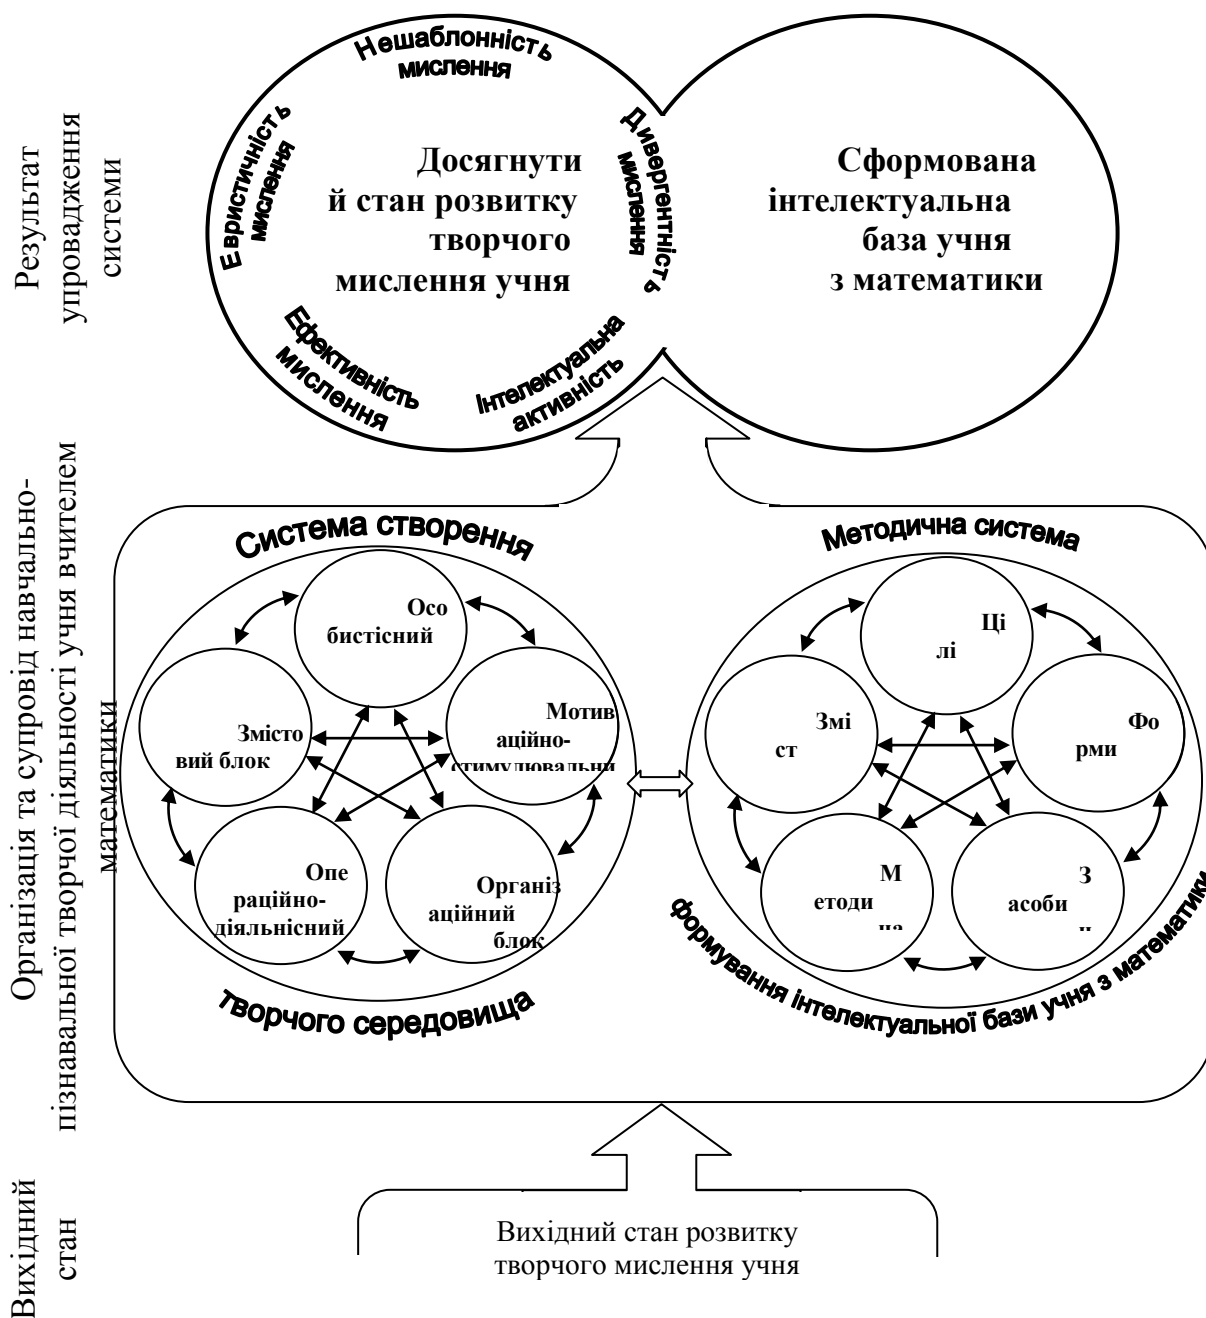 Результат
упровадження
системи
Нешаблонність
мислення
Евристичність
мислення
Дивергентність
мислення
Досягнути
й стан розвитку
творчого
мислення учня
Ефективність
мислення
Інтелектуальна
активність
Сформована
інтелектуальна
база учня
з математики
Організація та супровід навчально-
пізнавальної творчої діяльності учня вчителем
математики
Система створення
Осо
бистісний
Змісто
вий блок
Мотив
аційно-
стимулювальни
Опе
раційно-
діяльнісний
Організ
аційний
блок
творчого середовища
Методична система
Ці
лі
Змі
ст
Фо
рми
М
етоди
на
З
асоби
формування інтелектуальної бази учня з математики
Вихідний
стан
Вихідний стан розвитку
творчого мислення учня